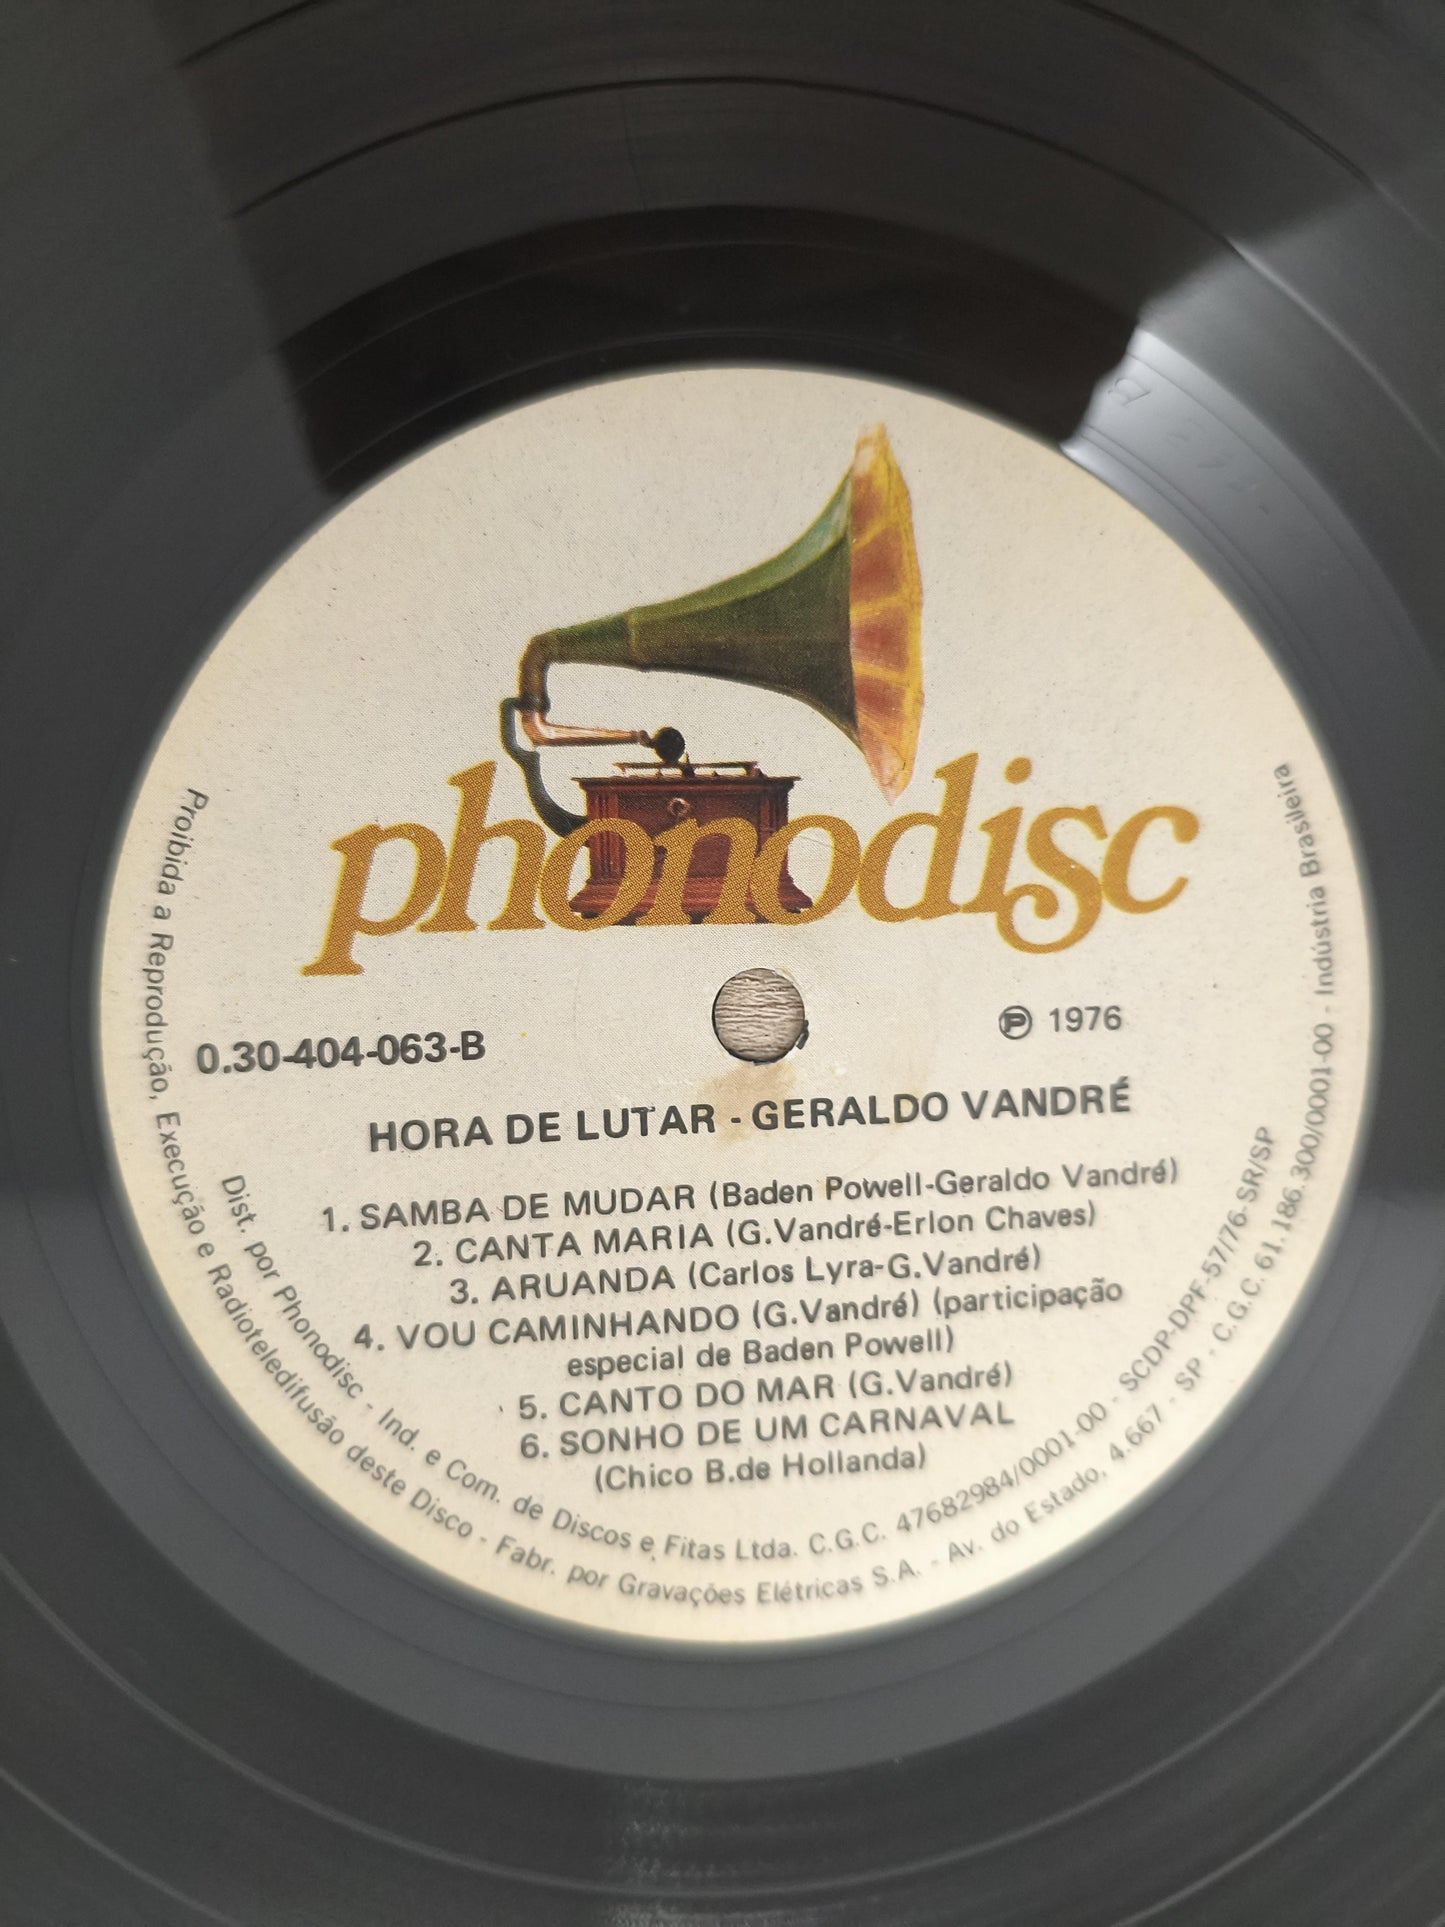 phonodisc
0.30-404-063-B
Ⓟ 1976
HORA DE LUTAR - GERALDO VANDRÉ
1. SAMBA DE MUDAR (Baden Powell-Geraldo Vandré)
2. CANTA MARIA (G.Vandré-Erlon Chaves)
3. ARUANDA (Carlos Lyra-G.Vandré)
4. VOU CAMINHANDO (G.Vandré) (participação
especial de Baden Powell)
5. CANTO DO MAR (G.Vandré)
6. SONHO DE UM CARNAVAL
(Chico B.de Hollanda)
Dist. por Phonodisc - Ind. e Com. de Discos e Fitas Ltda. C.G.C. 47682984/0001-00 - SCDP-DPF-57/76-SR/SP
Proibida a Reprodução, Execução e Radioteledifusão deste Disco - Fabr. por Gravações Elétricas S.A. - Av. do Estado, 4.667 - SP - C.G.C. 61.186.300/0001-00 - Indústria Brasileira